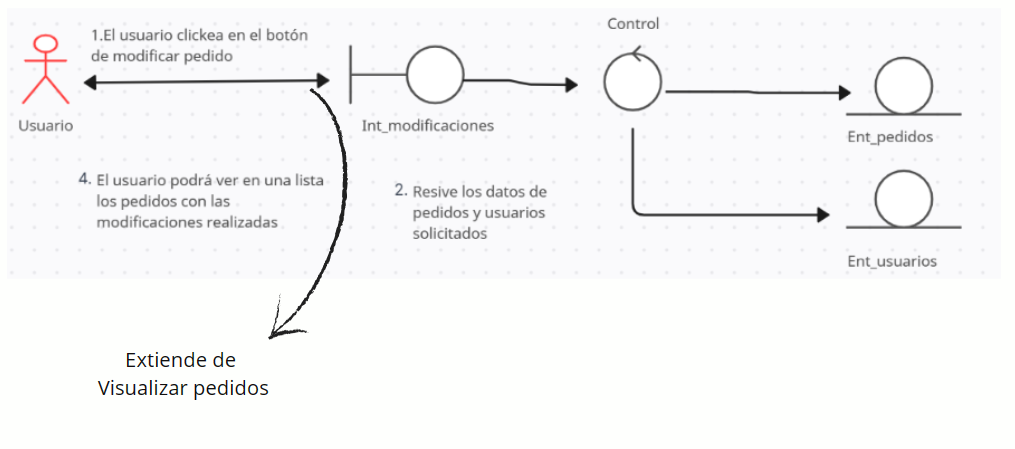 Control
1.El usuario clickea en el botón
de modificar pedido
Usuario
Int_modificaciones
Ent_pedidos
4. El usuario podrá ver en una lista
los pedidos con las
modificaciones realizadas
2. Resive los datos de
pedidos y usuarios
solicitados
Ent_usuarios
Extiende de
Visualizar pedidos